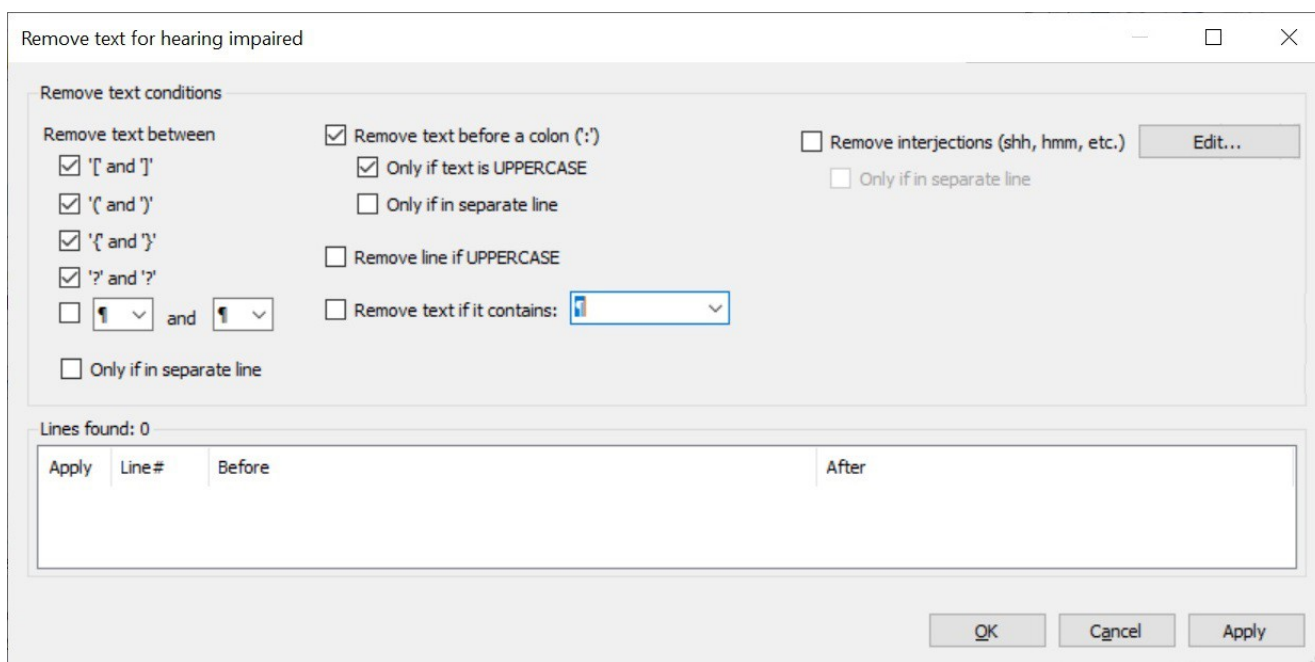 Remove text for hearing impaired
Remove text conditions
Remove text between
'[' and ']'
'(' and ')'
'{' and '}'
'?' and '?'
¶ and ¶
Only if in separate line
Remove text before a colon (':')
Only if text is UPPERCASE
Only if in separate line
Remove line if UPPERCASE
Remove text if it contains: ¶
Remove interjections (shh, hmm, etc.) Edit...
Only if in separate line
Lines found: 0
Apply Line# Before After
OK Cancel Apply